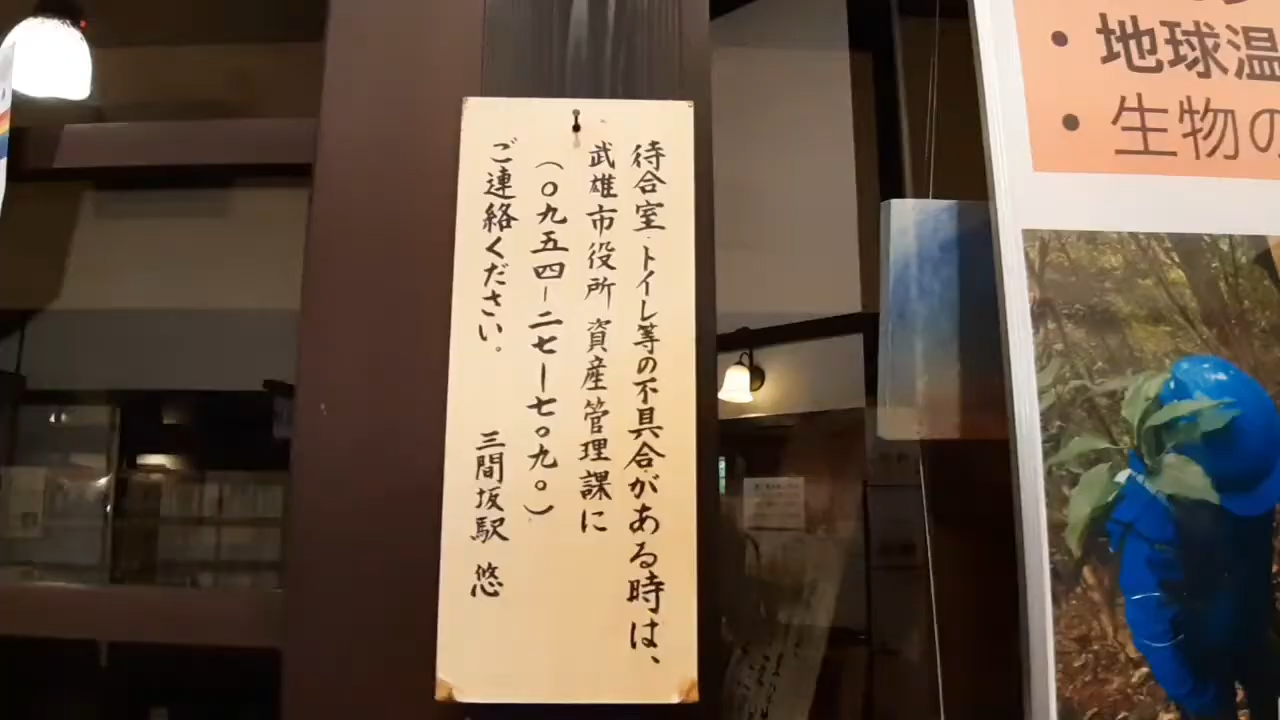 待合室・トイレ等の不具合がある時は、
武雄市役所 資産管理課に
(〇九五四-二七-七〇九〇)
ご連絡ください。 三間坂駅 悠
・地球温
・生物の